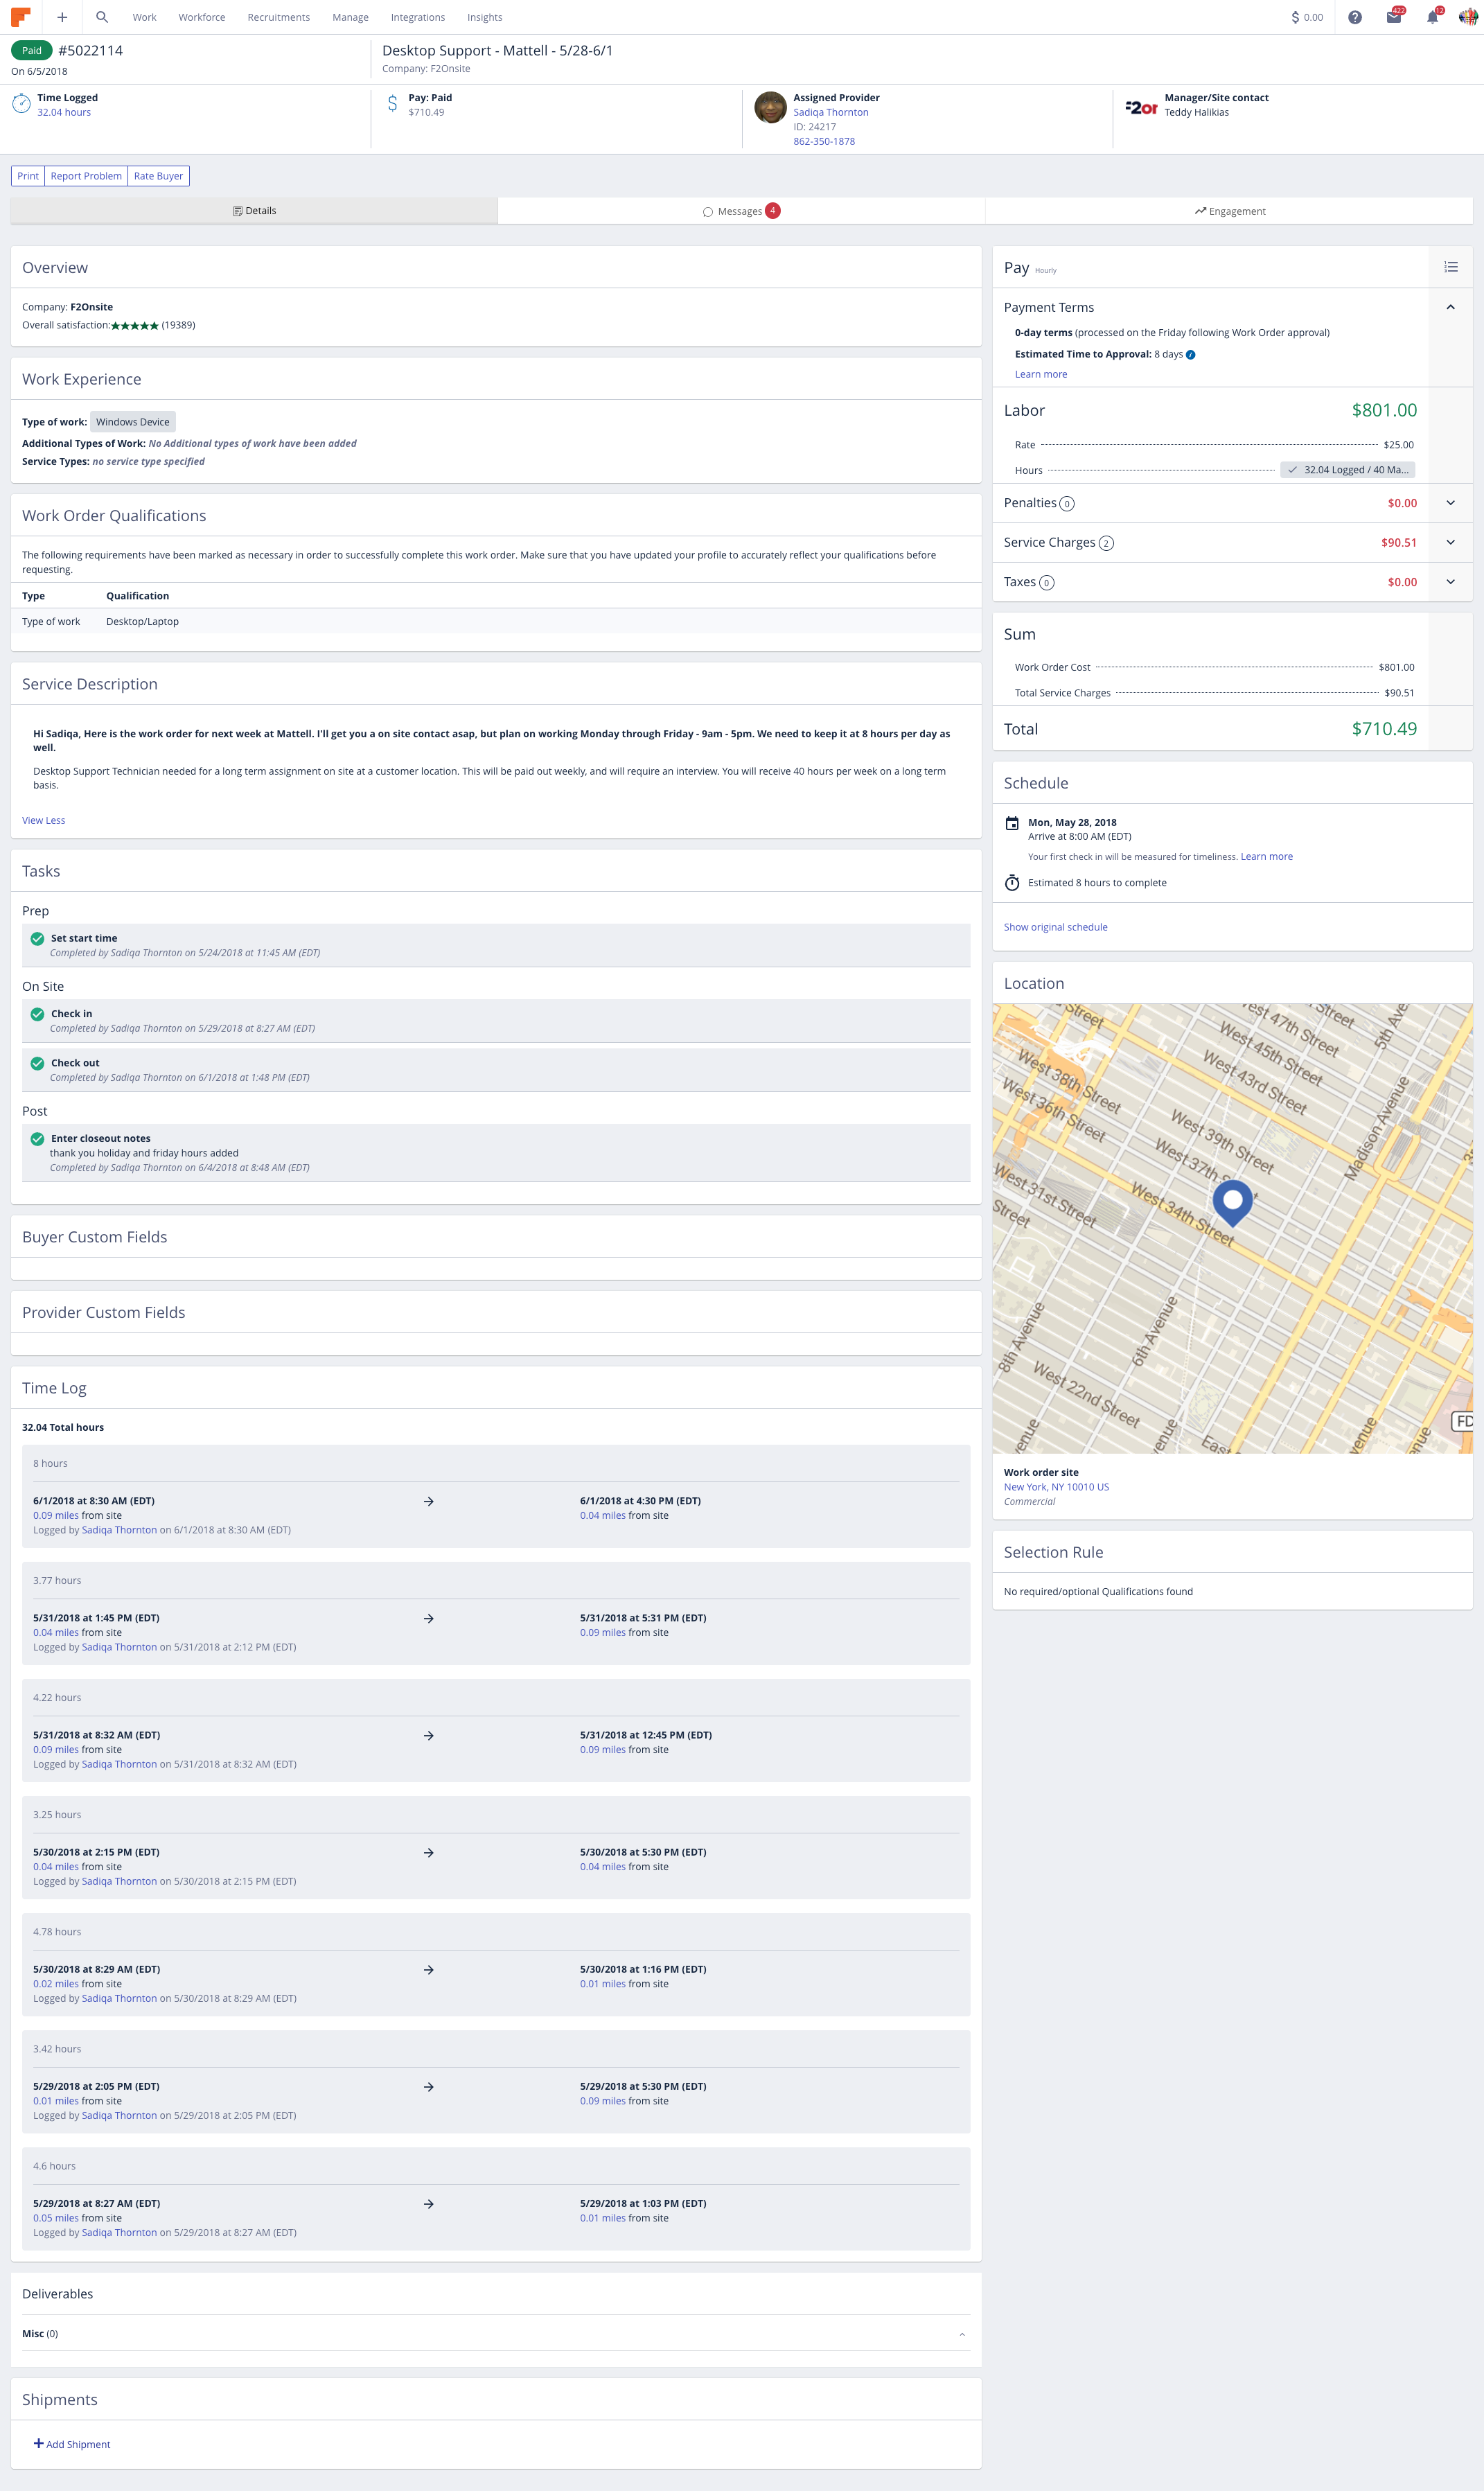 Work Workforce Recruitments Manage Integrations Insights
$ 0.00
422
12
Paid #5022114
On 6/5/2018
Desktop Support - Mattell - 5/28-6/1
Company: F2Onsite
Time Logged
32.04 hours
Pay: Paid
$710.49
Assigned Provider
Sadiqa Thornton
ID: 24217
862-350-1878
Manager/Site contact
Teddy Halikias
Print Report Problem Rate Buyer
Details
Messages 4
Engagement
Overview
Company: F2Onsite
Overall satisfaction:★★★★★ (19389)
Work Experience
Type of work: Windows Device
Additional Types of Work: No Additional types of work have been added
Service Types: no service type specified
Work Order Qualifications
The following requirements have been marked as necessary in order to successfully complete this work order. Make sure that you have updated your profile to accurately reflect your qualifications before
requesting.
Type Qualification
Type of work Desktop/Laptop
Service Description
Hi Sadiqa, Here is the work order for next week at Mattell. I'll get you a on site contact asap, but plan on working Monday through Friday - 9am - 5pm. We need to keep it at 8 hours per day as
well.
Desktop Support Technician needed for a long term assignment on site at a customer location. This will be paid out weekly, and will require an interview. You will receive 40 hours per week on a long term
basis.
View Less
Tasks
Prep
Set start time
Completed by Sadiqa Thornton on 5/24/2018 at 11:45 AM (EDT)
On Site
Check in
Completed by Sadiqa Thornton on 5/29/2018 at 8:27 AM (EDT)
Check out
Completed by Sadiqa Thornton on 6/1/2018 at 1:48 PM (EDT)
Post
Enter closeout notes
thank you holiday and friday hours added
Completed by Sadiqa Thornton on 6/4/2018 at 8:48 AM (EDT)
Buyer Custom Fields
Provider Custom Fields
Time Log
32.04 Total hours
8 hours
6/1/2018 at 8:30 AM (EDT) → 6/1/2018 at 4:30 PM (EDT)
0.09 miles from site 0.04 miles from site
Logged by Sadiqa Thornton on 6/1/2018 at 8:30 AM (EDT)
3.77 hours
5/31/2018 at 1:45 PM (EDT) → 5/31/2018 at 5:31 PM (EDT)
0.04 miles from site 0.09 miles from site
Logged by Sadiqa Thornton on 5/31/2018 at 2:12 PM (EDT)
4.22 hours
5/31/2018 at 8:32 AM (EDT) → 5/31/2018 at 12:45 PM (EDT)
0.09 miles from site 0.09 miles from site
Logged by Sadiqa Thornton on 5/31/2018 at 8:32 AM (EDT)
3.25 hours
5/30/2018 at 2:15 PM (EDT) → 5/30/2018 at 5:30 PM (EDT)
0.04 miles from site 0.04 miles from site
Logged by Sadiqa Thornton on 5/30/2018 at 2:15 PM (EDT)
4.78 hours
5/30/2018 at 8:29 AM (EDT) → 5/30/2018 at 1:16 PM (EDT)
0.02 miles from site 0.01 miles from site
Logged by Sadiqa Thornton on 5/30/2018 at 8:29 AM (EDT)
3.42 hours
5/29/2018 at 2:05 PM (EDT) → 5/29/2018 at 5:30 PM (EDT)
0.01 miles from site 0.09 miles from site
Logged by Sadiqa Thornton on 5/29/2018 at 2:05 PM (EDT)
4.6 hours
5/29/2018 at 8:27 AM (EDT) → 5/29/2018 at 1:03 PM (EDT)
0.05 miles from site 0.01 miles from site
Logged by Sadiqa Thornton on 5/29/2018 at 8:27 AM (EDT)
Deliverables
Misc (0)
Shipments
+ Add Shipment
Pay Hourly
Payment Terms
0-day terms (processed on the Friday following Work Order approval)
Estimated Time to Approval: 8 days
Learn more
Labor $801.00
Rate $25.00
Hours 32.04 Logged / 40 Ma...
Penalties 0 $0.00
Service Charges 2 $90.51
Taxes 0 $0.00
Sum
Work Order Cost $801.00
Total Service Charges $90.51
Total $710.49
Schedule
Mon, May 28, 2018
Arrive at 8:00 AM (EDT)
Your first check in will be measured for timeliness. Learn more
Estimated 8 hours to complete
Show original schedule
Location
Street
West 47th Street
Street
5th Ave
West 45th Street
West 43rd Street
West 38th Street
West 36th Street
West 39th Street
Madison Avenue
West 37th Street
West 31st Street
West 34th Street
Street
8th Avenue
6th Avenue
West 22nd Street
FD
venue
venue
East
venue
nue
Work order site
New York, NY 10010 US
Commercial
Selection Rule
No required/optional Qualifications found